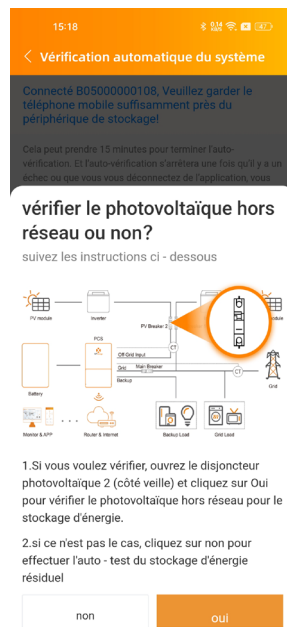 15:18
47
Vérification automatique du système
Connecté B05000000108, Veuillez garder le
téléphone mobile suffisamment près du
périphérique de stockage!
Cela peut prendre 15 minutes pour terminer l'auto-
vérification. Et l'auto-vérification s'arrêtera une fois qu'il y a un
échec ou que vous vous déconnectez de l'application, vous
vérifier le photovoltaïque hors
réseau ou non?
suivez les instructions ci - dessous
PV module
Inverter
PV Breaker 2
module
PCS
CT
Off Grid Input
Grid
Main Breaker
CT
Backup
Grid
Battery
Monitor & APP
Router & Internet
Backup Load
Grid Load
1.Si vous voulez vérifier, ouvrez le disjoncteur
photovoltaïque 2 (côté veille) et cliquez sur Oui
pour vérifier le photovoltaïque hors réseau pour le
stockage d'énergie.
2.si ce n'est pas le cas, cliquez sur non pour
effectuer l'auto - test du stockage d'énergie
résiduel
non
oui